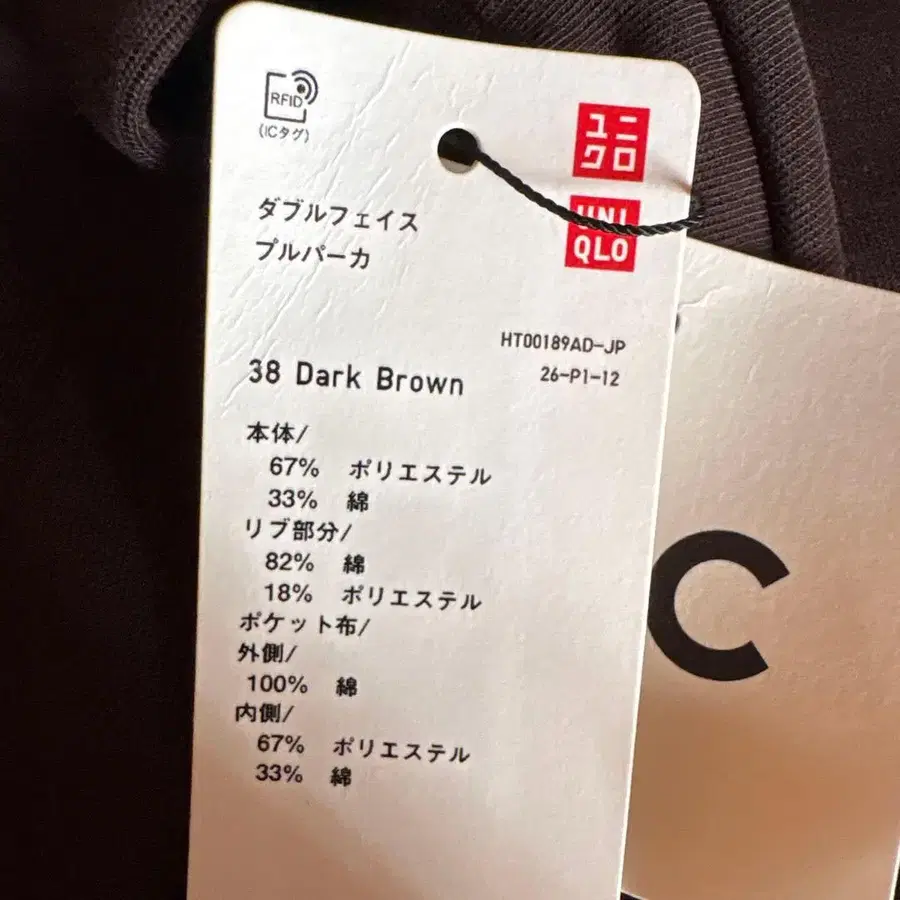 RFID
(ICタグ)
ユニ
クロ
UNI
QLO
ダブルフェイス
プルパーカ
HT00189AD-JP
26-P1-12
38 Dark Brown
本体/
67% ポリエステル
33% 綿
リブ部分/
82% 綿
18% ポリエステル
ポケット布/
外側/
100% 綿
内側/
67% ポリエステル
33% 綿
C